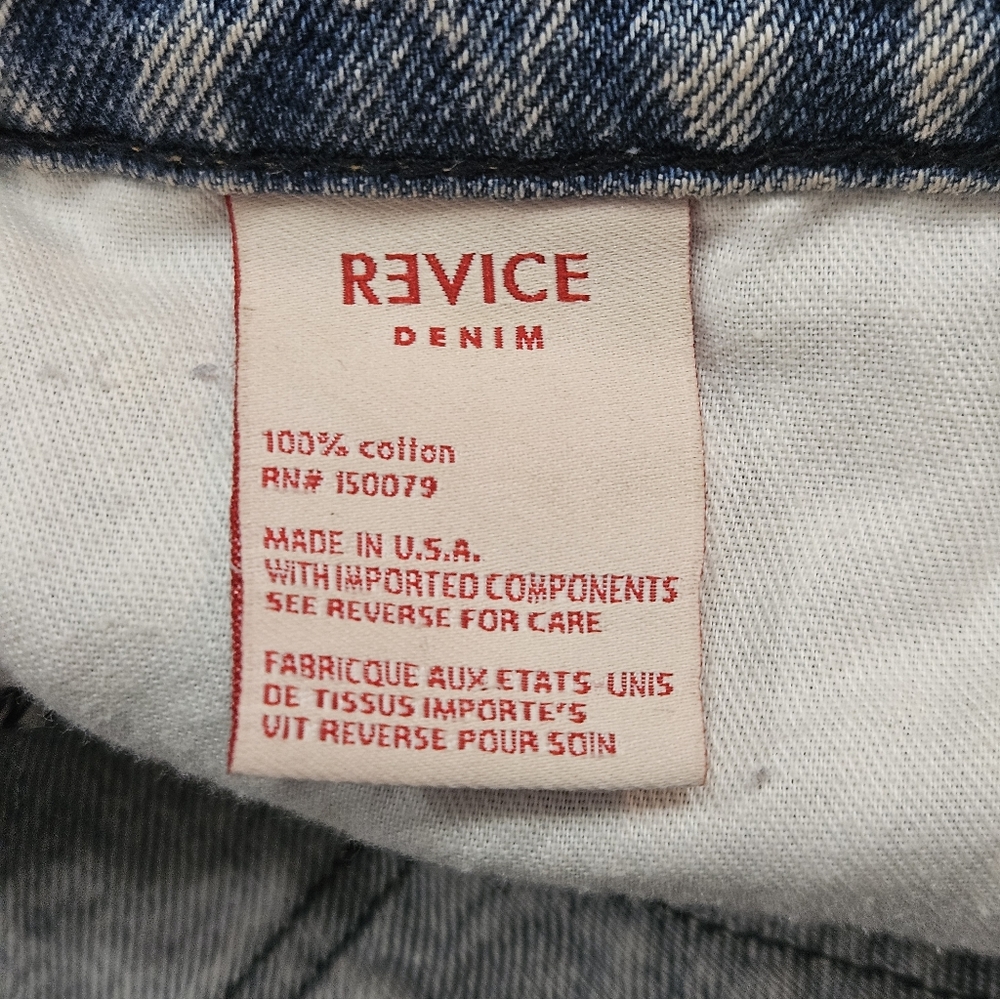 RƎVICE
DENIM
100% cotton
RN# 150079
MADE IN U.S.A.
WITH IMPORTED COMPONENTS
SEE REVERSE FOR CARE
FABRICQUE AUX ETATS-UNIS
DE TISSUS IMPORTE'S
VIT REVERSE POUR SOIN